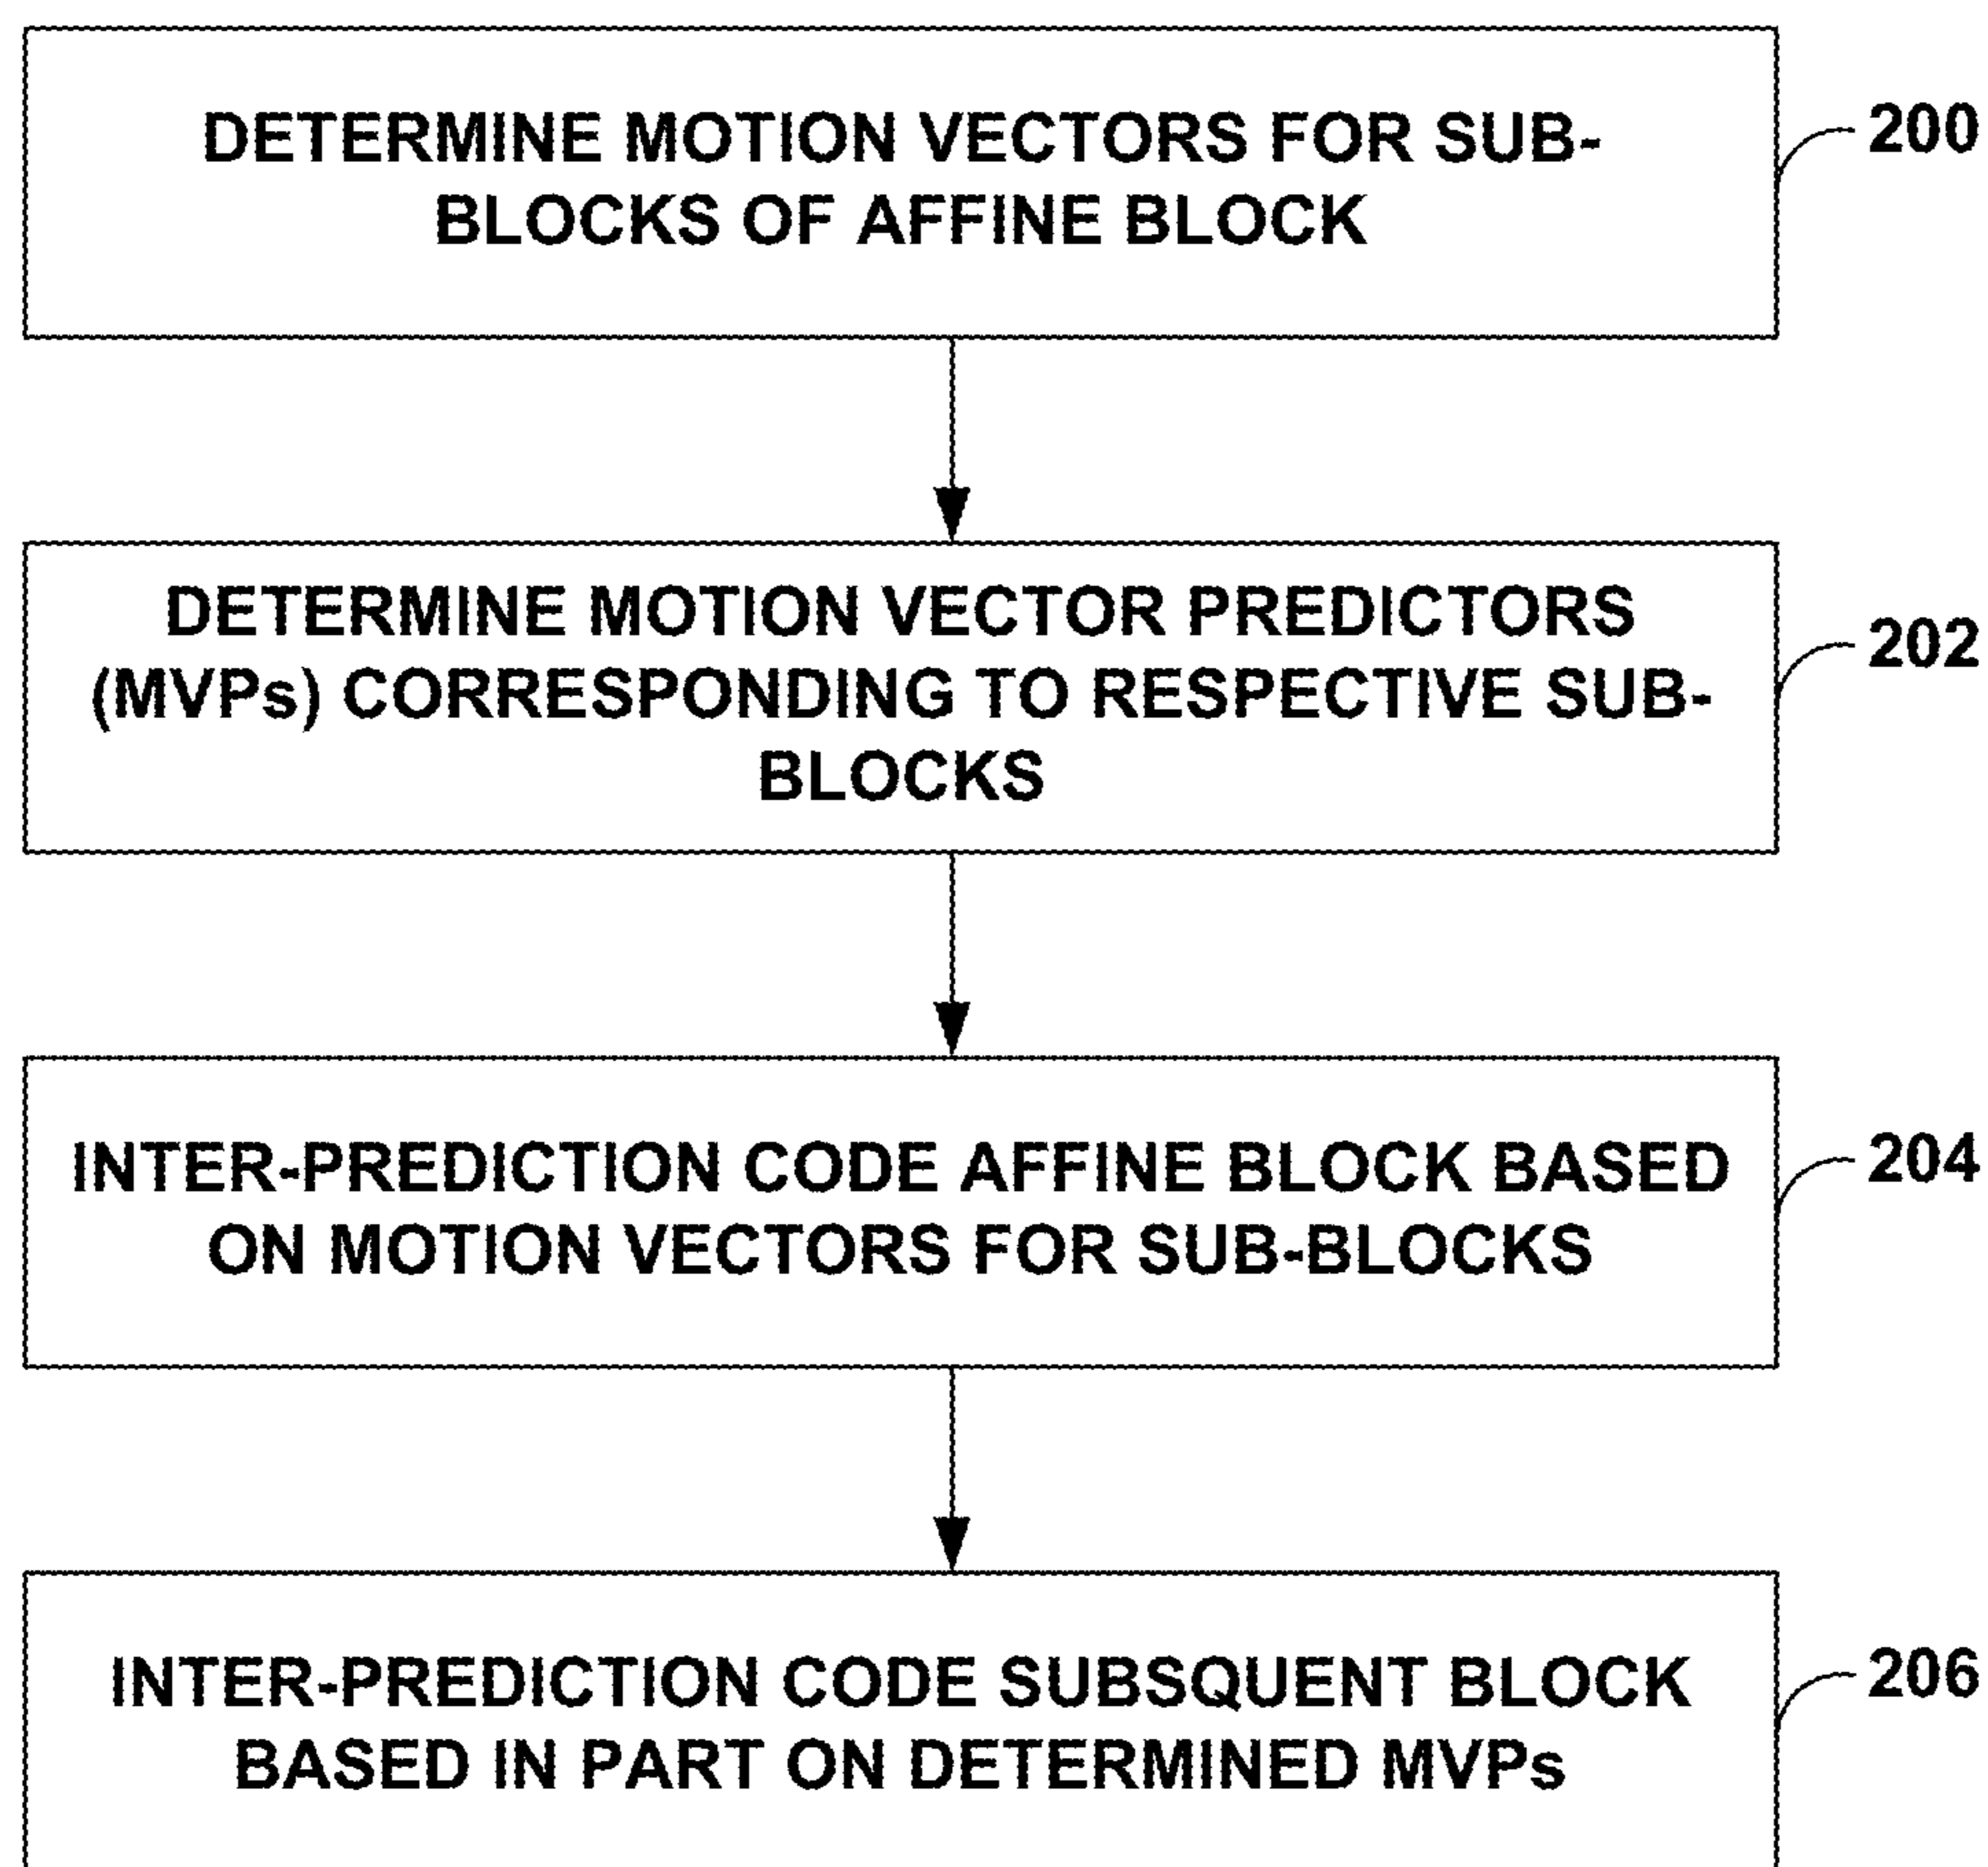 DETERMINE MOTION VECTORS FOR SUB-
BLOCKS OF AFFINE BLOCK
200
DETERMINE MOTION VECTOR PREDICTORS
(MVPs) CORRESPONDING TO RESPECTIVE SUB-
BLOCKS
202
INTER-PREDICTION CODE AFFINE BLOCK BASED
ON MOTION VECTORS FOR SUB-BLOCKS
204
INTER-PREDICTION CODE SUBSQUENT BLOCK
BASED IN PART ON DETERMINED MVPs
206